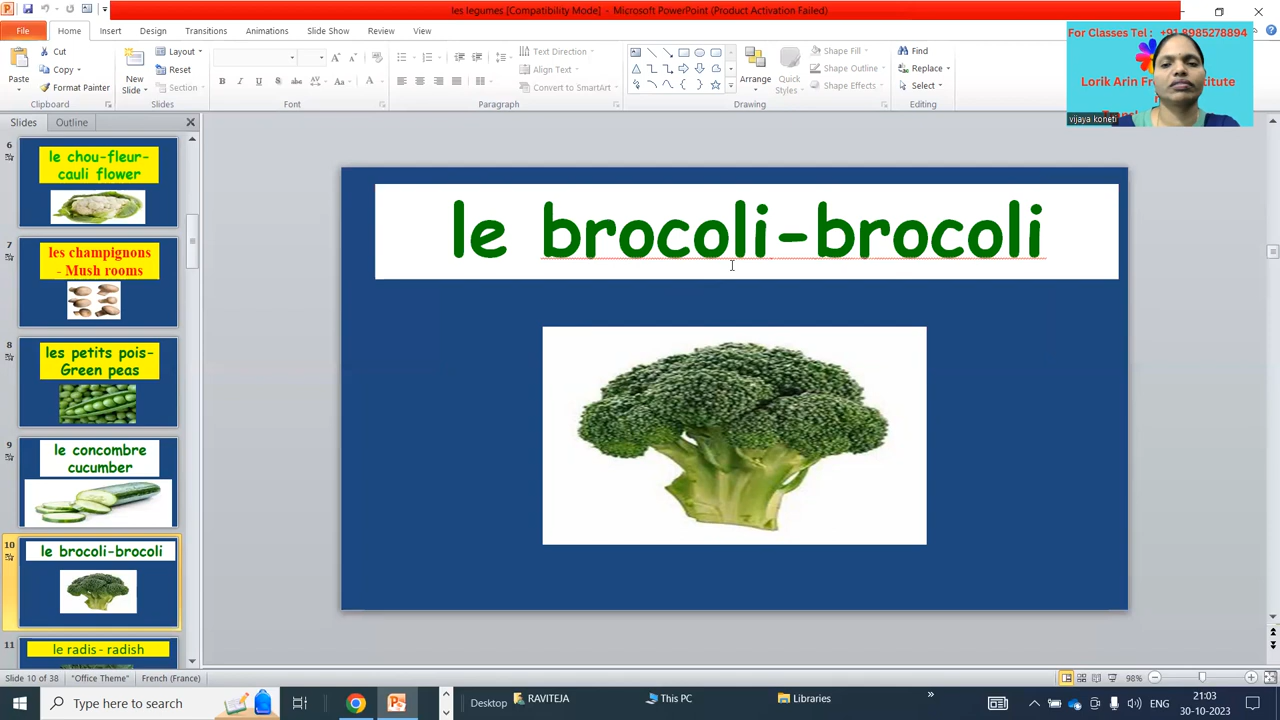 les legumes [Compatibility Mode] - Microsoft PowerPoint (Product Activation Failed)
File
Home
Insert
Design
Transitions
Animations
Slide Show
Review
View
Cut
Copy
Format Painter
Paste
Clipboard
New
Slide
Layout
Reset
Section
Slides
Font
Text Direction
Align Text
Convert to SmartArt
Paragraph
Arrange
Quick
Styles
Shape Fill
Shape Outline
Shape Effects
Drawing
Find
Replace
Select
Editing
For Classes Tel : +91 8985278894
Lorik Arin
vijaya koneti
Slides
Outline
6
le chou-fleur-
cauli flower
7
les champignons
- Mush rooms
8
les petits pois-
Green peas
9
le concombre
cucumber
10
le brocoli-brocoli
11
le radis - radish
le brocoli-brocoli
Slide 10 of 38
"Office Theme"
French (France)
98%
Type here to search
Desktop
RAVITEJA
This PC
Libraries
ENG
21:03
30-10-2023